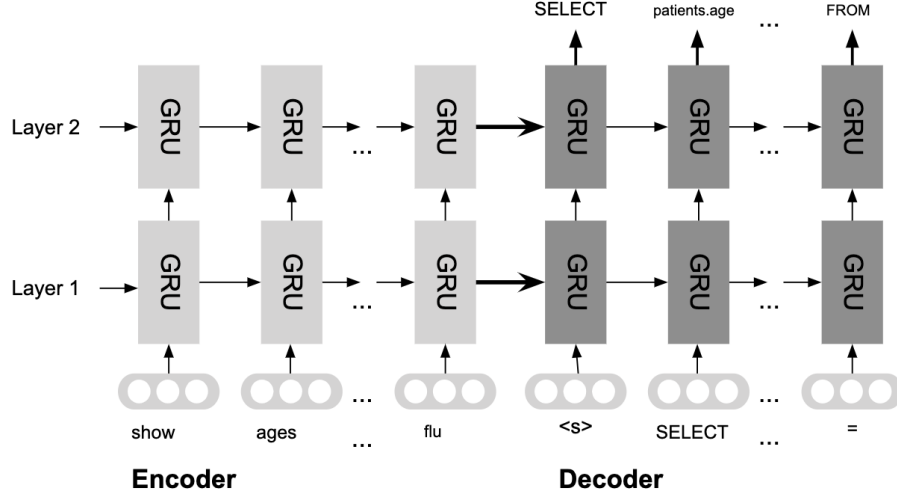 SELECT patients.age ... FROM
Layer 2 GRU GRU ... GRU GRU GRU ... GRU
Layer 1 GRU GRU ... GRU GRU GRU ... GRU
... ...
show ages ... flu <s> SELECT ... =
Encoder Decoder